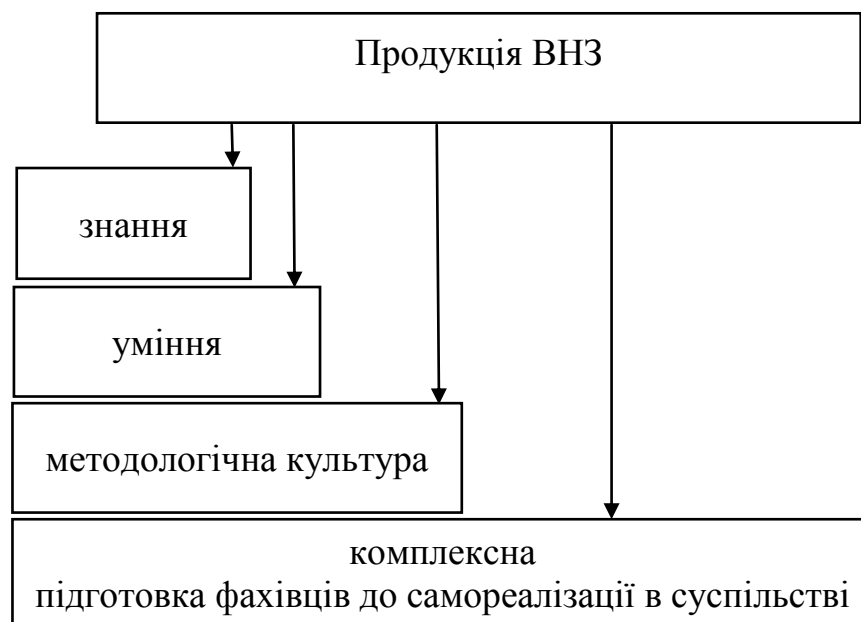 Продукція ВНЗ
знання
уміння
методологічна культура
комплексна
підготовка фахівців до самореалізації в суспільстві